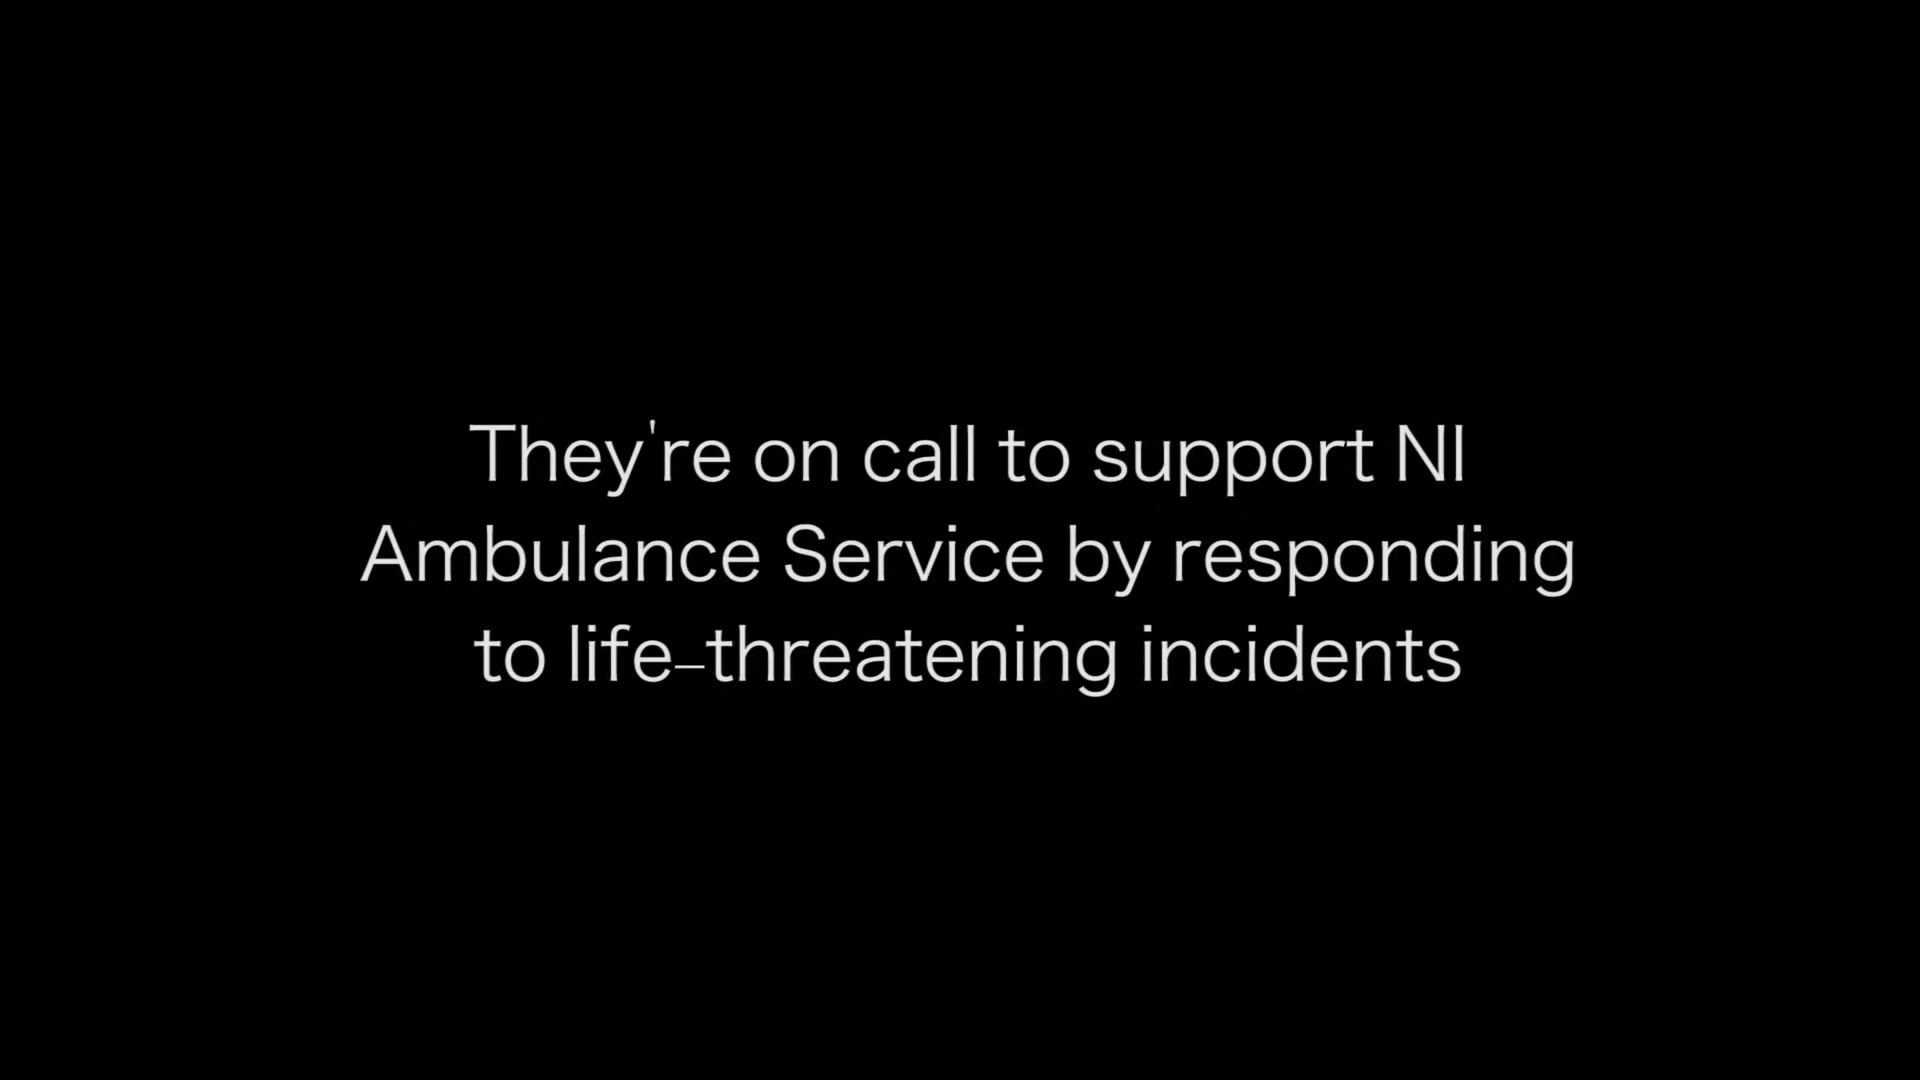 They're on call to support NI
Ambulance Service by responding
to life-threatening incidents